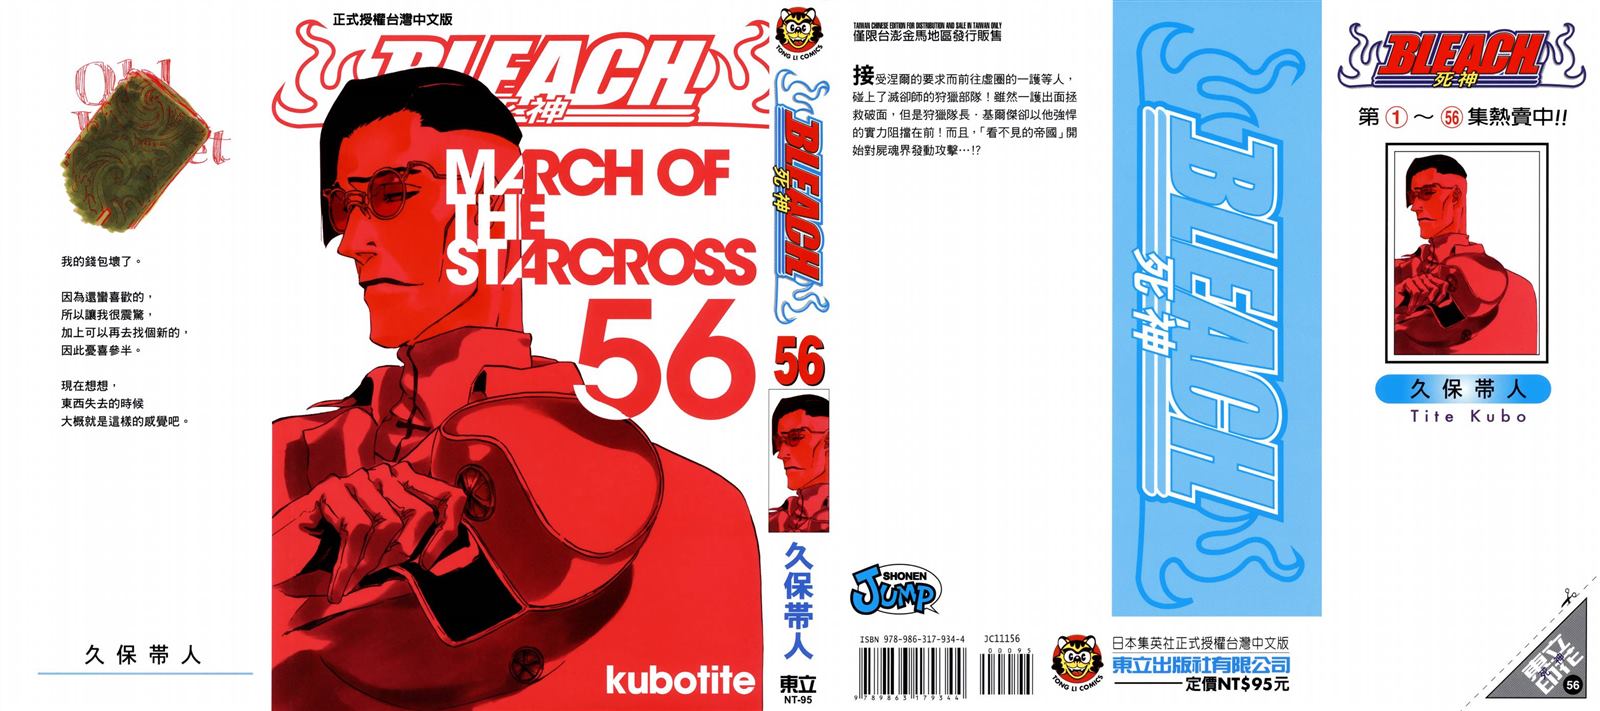 Old
Wallet
我的錢包壞了。
因為還蠻喜歡的，
所以讓我很震驚，
加上可以再去找個新的，
因此憂喜參半。
現在想想，
東西失去的時候
大概就是這樣的感覺吧。
久保帶人
正式授權台灣中文版
BLEACH
死神
MARCH OF
THE
STARCROSS
56
kubotite
TONG LI COMICS
BLEACH
死神
56
久保帶人
東立
NT-95
TAIWAN CHINESE EDITION FOR DISTRIBUTION AND SALE IN TAIWAN ONLY
僅限台澎金馬地區發行販售
接受涅爾的要求而前往虛圈的一護等人，
碰上了滅卻師的狩獵部隊！雖然一護出面拯
救破面，但是狩獵隊長．基爾傑卻以他強悍
的實力阻擋在前！而且，「看不見的帝國」開
始對屍魂界發動攻擊…!?
SHONEN
JUMP
ISBN 978-986-317-934-4
JC11156
00095
9 789863 179344
TONG LI COMICS
日本集英社正式授權台灣中文版
東立出版社有限公司
定價NT$95元
BLEACH
死神
BLEACH
死神
第①～56集熱賣中!!
久保帶人
Tite Kubo
東立
56